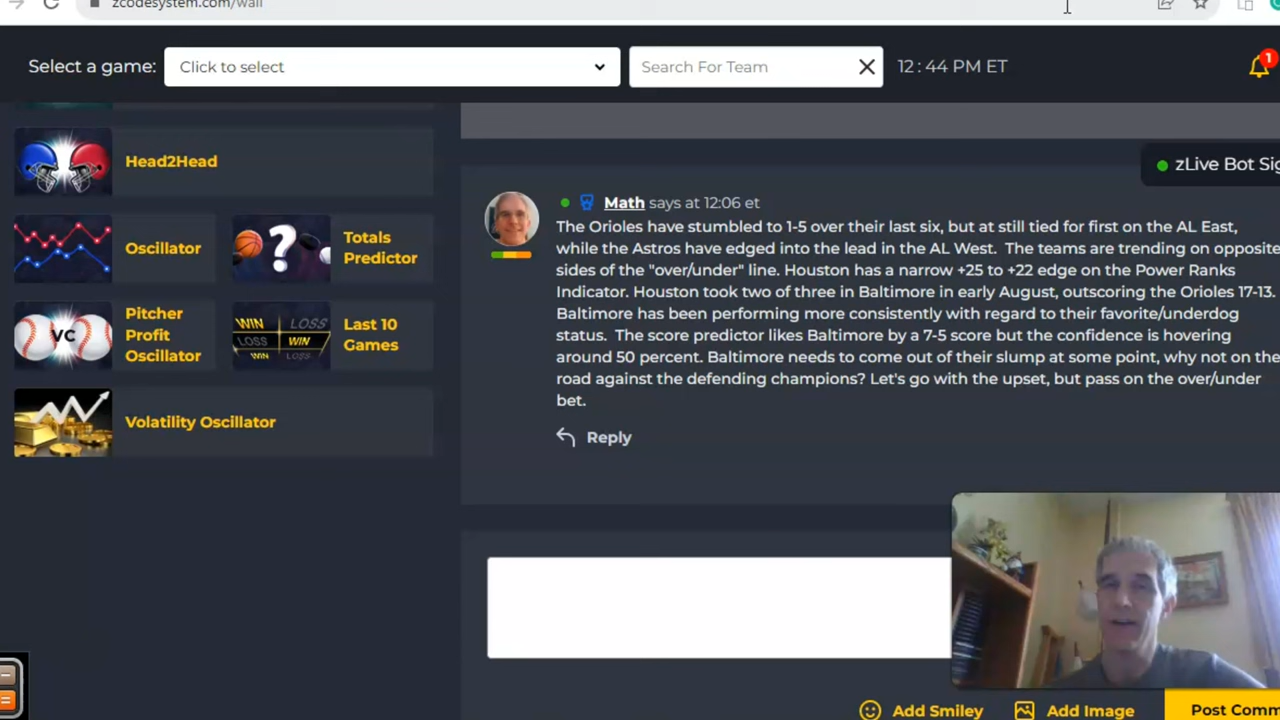 zcodesystem.com/wall
Select a game:
Click to select
Search For Team
12:44 PM ET
1
Head2Head
zLive Bot Sig
Math says at 12:06 et
The Orioles have stumbled to 1-5 over their last six, but at still tied for first on the AL East,
while the Astros have edged into the lead in the AL West. The teams are trending on opposite
sides of the "over/under" line. Houston has a narrow +25 to +22 edge on the Power Ranks
Indicator. Houston took two of three in Baltimore in early August, outscoring the Orioles 17-13.
Baltimore has been performing more consistently with regard to their favorite/underdog
status. The score predictor likes Baltimore by a 7-5 score but the confidence is hovering
around 50 percent. Baltimore needs to come out of their slump at some point, why not on the
road against the defending champions? Let's go with the upset, but pass on the over/under
bet.
Reply
Oscillator
?
Totals
Predictor
VC
Pitcher
Profit
Oscillator
WIN LOSS
LOSS WIN
WIN LOSS
Last 10
Games
Volatility Oscillator
Add Smiley
Add Image
Post Comm